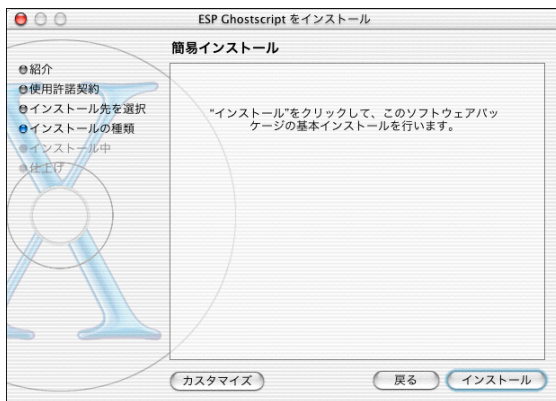 ESP Ghostscript をインストール
簡易インストール
紹介
使用許諾契約
インストール先を選択
インストールの種類
インストール中
仕上げ
“インストール”をクリックして、このソフトウェアパッ
ケージの基本インストールを行います。
カスタマイズ
戻る
インストール